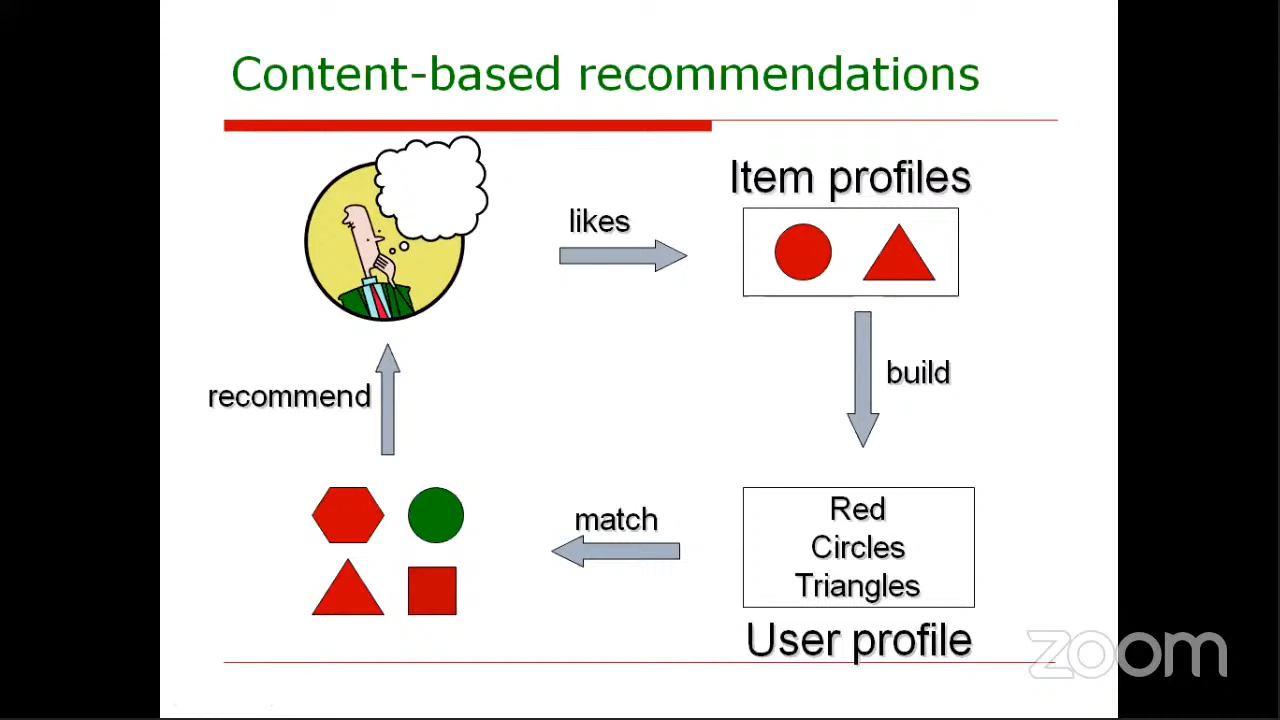 Content-based recommendations
Item profiles
likes
build
recommend
match
Red
Circles
Triangles
User profile
zoom